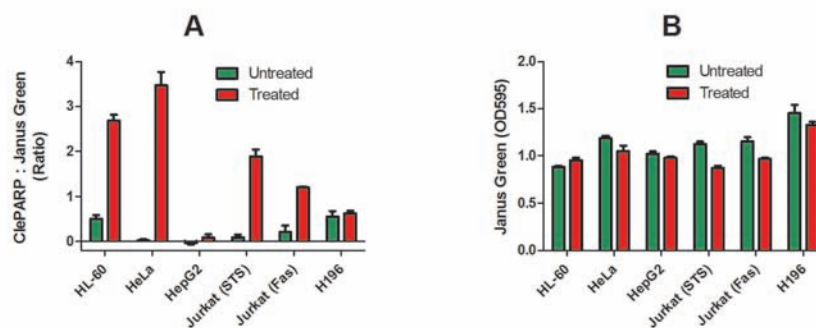 A
ClePARP : Janus Green
(Ratio)
4
3
2
1
0
Untreated
Treated
HL-60
HeLa
HepG2
Jurkat (STS)
Jurkat (Fas)
H196
B
Janus Green (OD595)
2.0
1.5
1.0
0.5
0.0
Untreated
Treated
HL-60
HeLa
HepG2
Jurkat (STS)
Jurkat (Fas)
H196